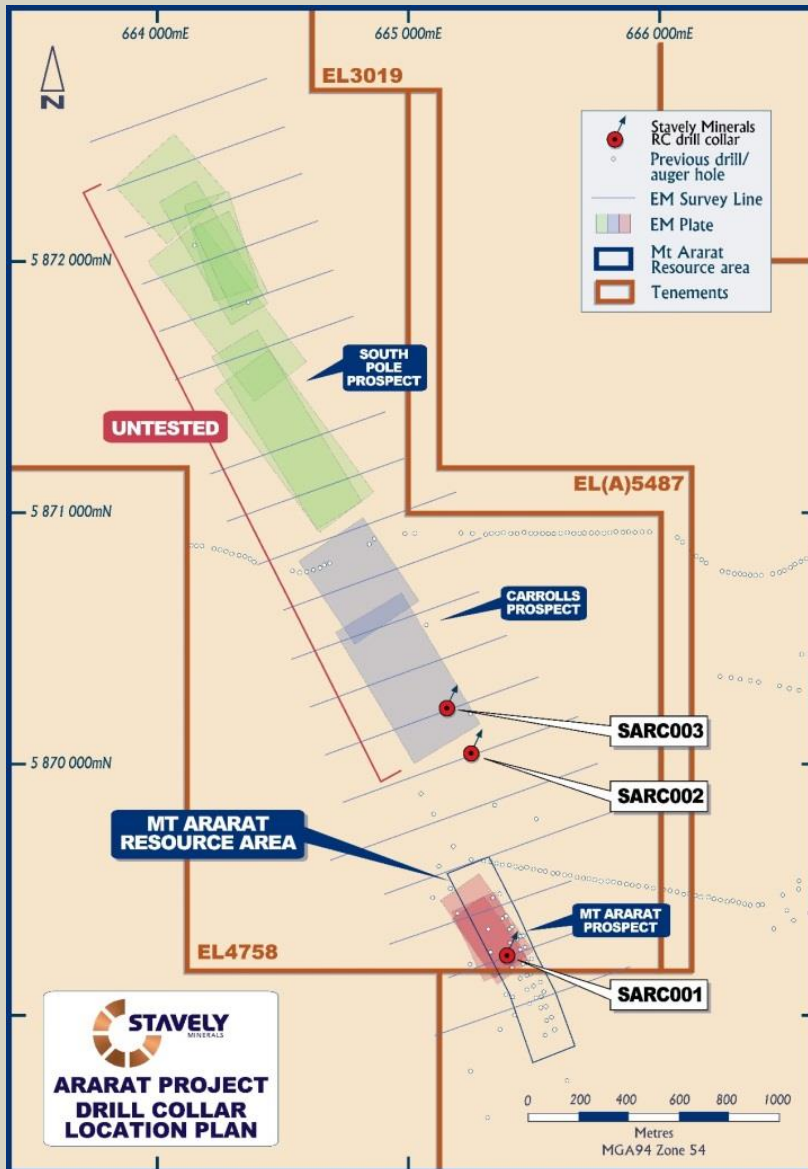 664 000mE
665 000mE
666 000mE
N
EL3019
Stavely Minerals
RC drill collar
Previous drill/
auger hole
EM Survey Line
EM Plate
Mt Ararat
Resource area
Tenements
5 872 000mN
SOUTH
POLE
PROSPECT
UNTESTED
EL(A)5487
5 871 000mN
CARROLLS
PROSPECT
SARC003
5 870 000mN
SARC002
MT ARARAT
RESOURCE AREA
MT ARARAT
PROSPECT
EL4758
SARC001
STAVELY
MINERALS
ARARAT PROJECT
DRILL COLLAR
LOCATION PLAN
0 200 400 600 800 1000
Metres
MGA94 Zone 54